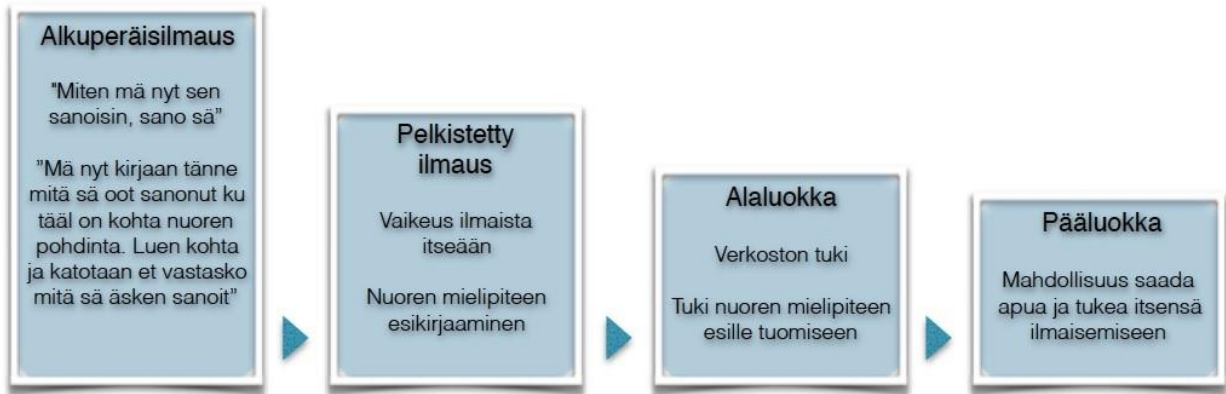 Alkuperäisilmaus
"Miten mä nyt sen
sanoisin, sano sä”
”Mä nyt kirjaan tänne
mitä sä oot sanonut ku
tääl on kohta nuoren
pohdinta. Luen kohta
ja katotaan et vastasko
mitä sä äsken sanoit”
Pelkistetty
ilmaus
Vaikeus ilmaista
itseään
Nuoren mielipiteen
esikirjaaminen
Alaluokka
Verkoston tuki
Tuki nuoren mielipiteen
esille tuomiseen
Pääluokka
Mahdollisuus saada
apua ja tukea itsensä
ilmaisemiseen